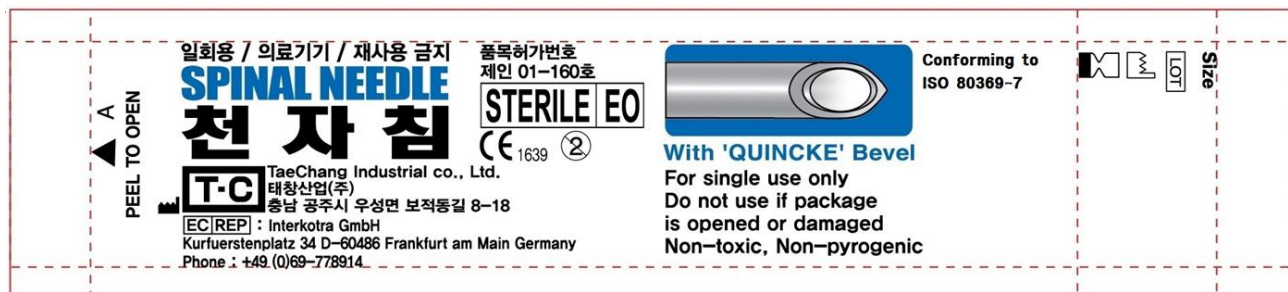 A
PEEL TO OPEN
일회용 / 의료기기 / 재사용 금지
SPINAL NEEDLE
천 자 침
T-C
TaeChang Industrial co., Ltd.
태창산업(주)
충남 공주시 우성면 보적동길 8-18
EC REP : Interkotra GmbH
Kurfuerstenplatz 34 D-60486 Frankfurt am Main Germany
Phone : +49 (0)69-778914
품목허가번호
제인 01-160호
STERILE EO
CE 1639 2
With 'QUINCKE' Bevel
For single use only
Do not use if package
is opened or damaged
Non-toxic, Non-pyrogenic
Conforming to
ISO 80369-7
Size
LOT